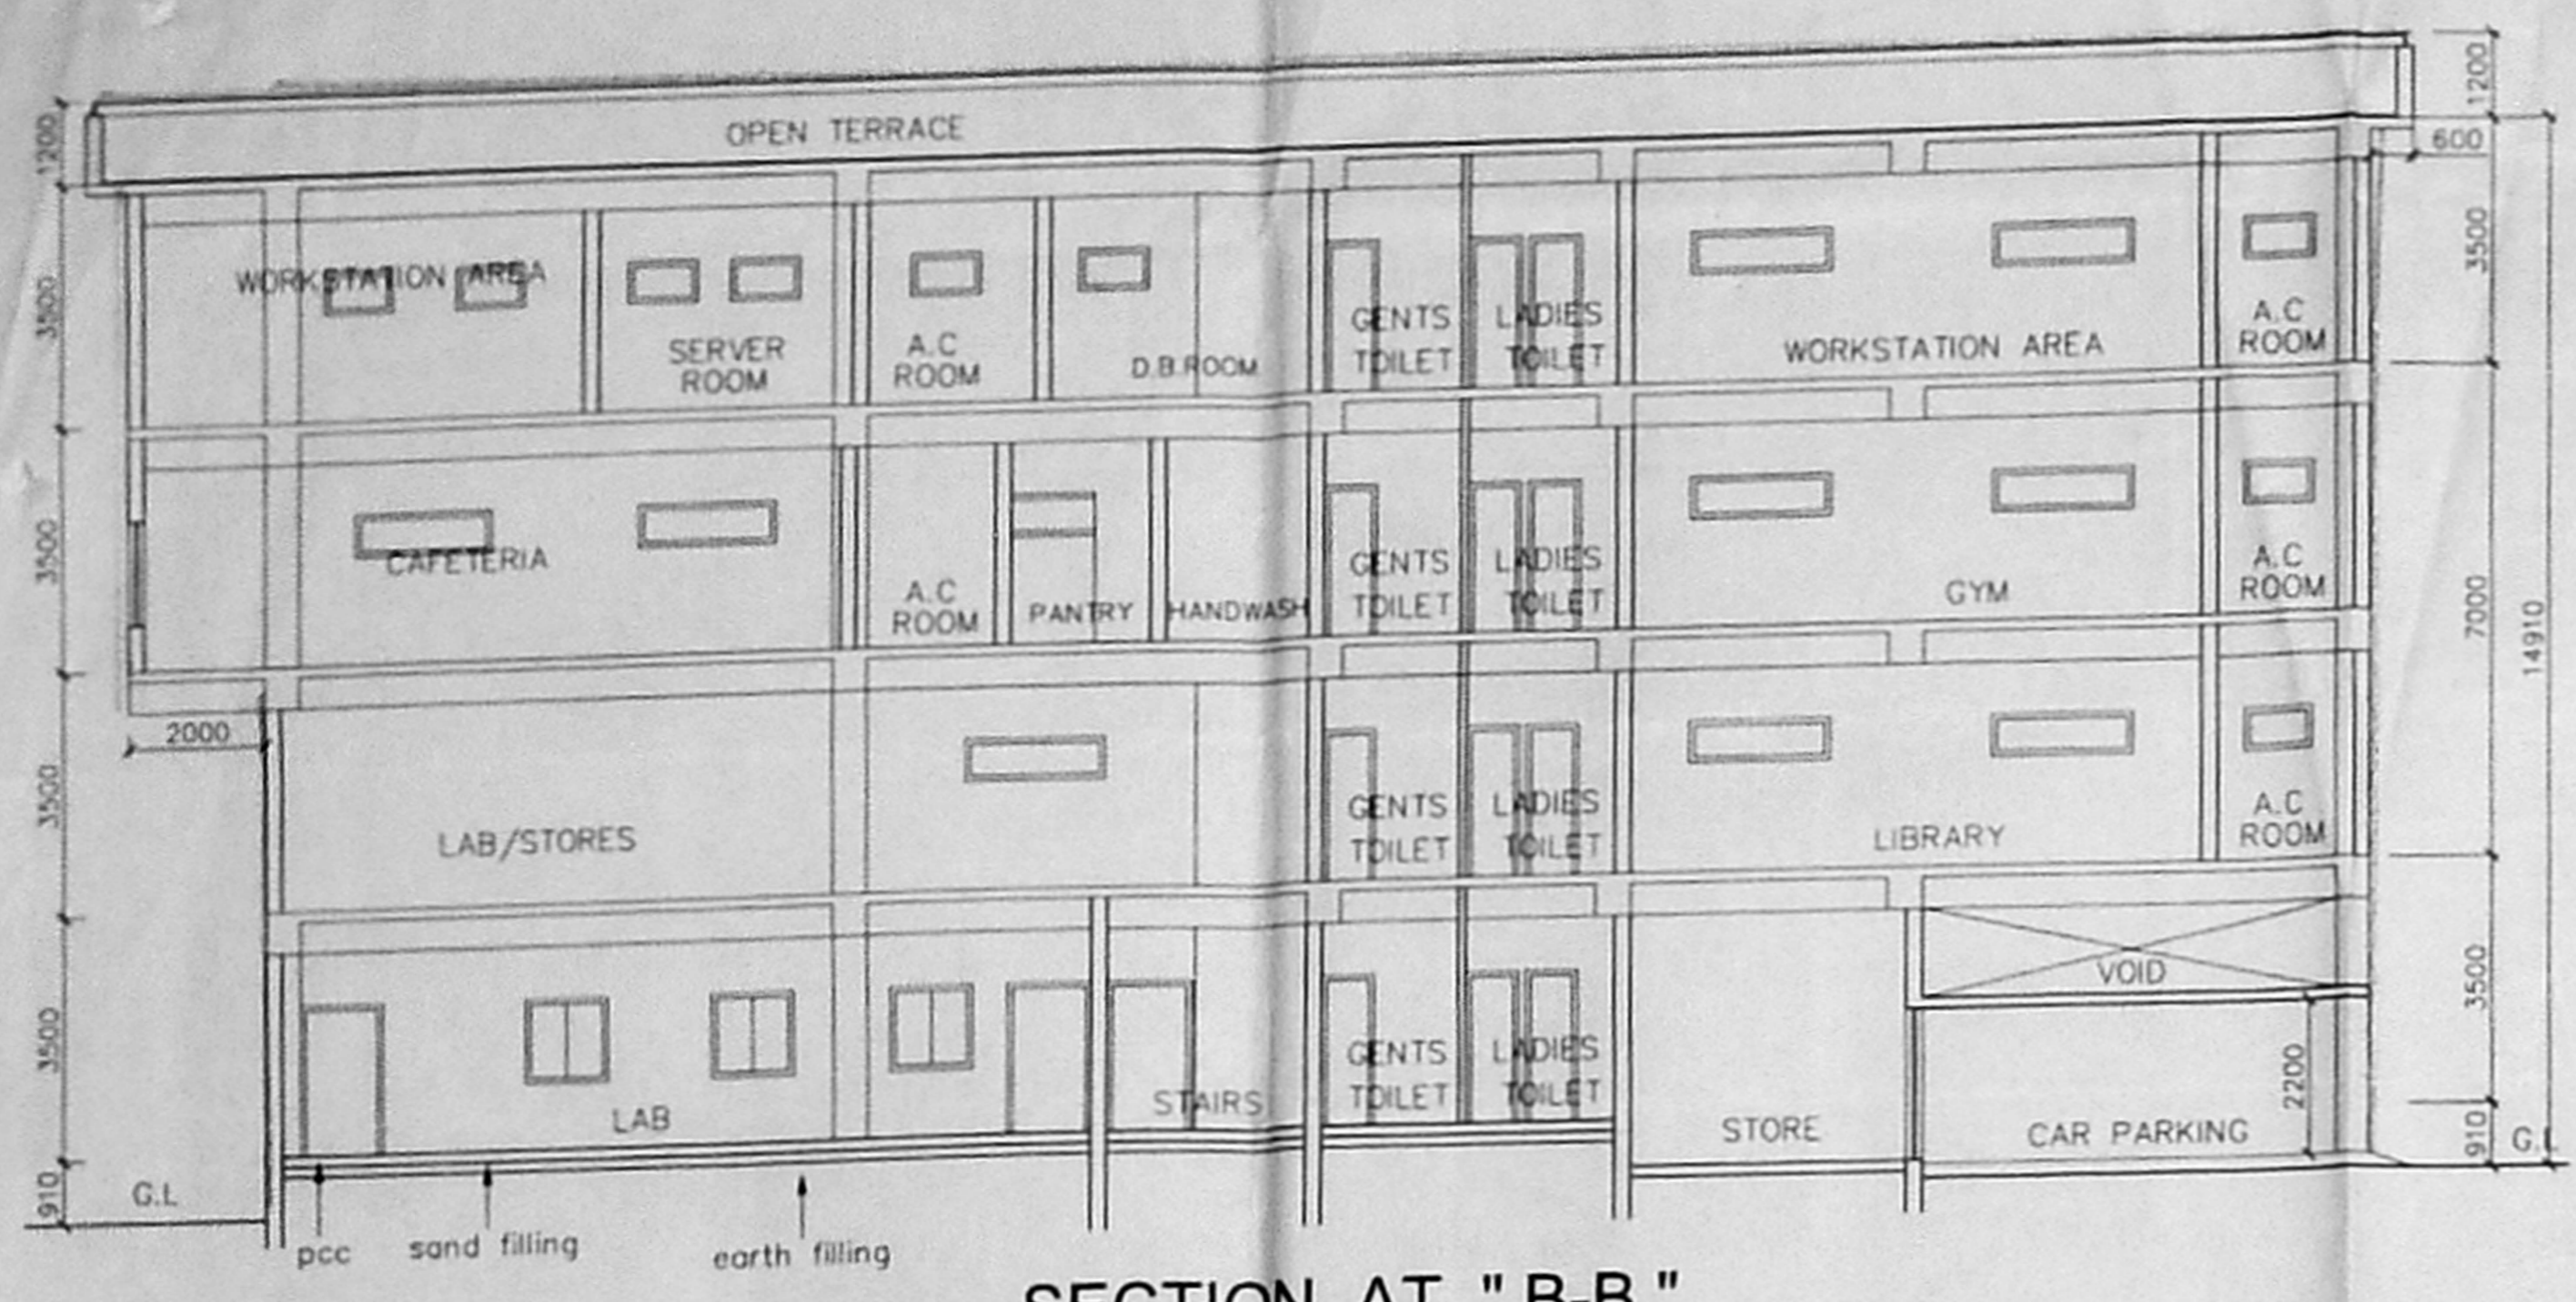 1200
OPEN TERRACE
1200
600
3500
WORKSTATION AREA
SERVER
ROOM
A.C
ROOM
D.B.ROOM
GENTS
TOILET
LADIES
TOILET
WORKSTATION AREA
A.C
ROOM
3500
3500
CAFETERIA
A.C
ROOM
PANTRY
HANDWASH
GENTS
TOILET
LADIES
TOILET
GYM
A.C
ROOM
7000
14910
2000
3500
LAB/STORES
GENTS
TOILET
LADIES
TOILET
LIBRARY
A.C
ROOM
3500
LAB
STAIRS
GENTS
TOILET
LADIES
TOILET
STORE
VOID
CAR PARKING
2200
3500
910
G.L
910
G.L
pcc
sand filling
earth filling
SECTION AT "B-B"